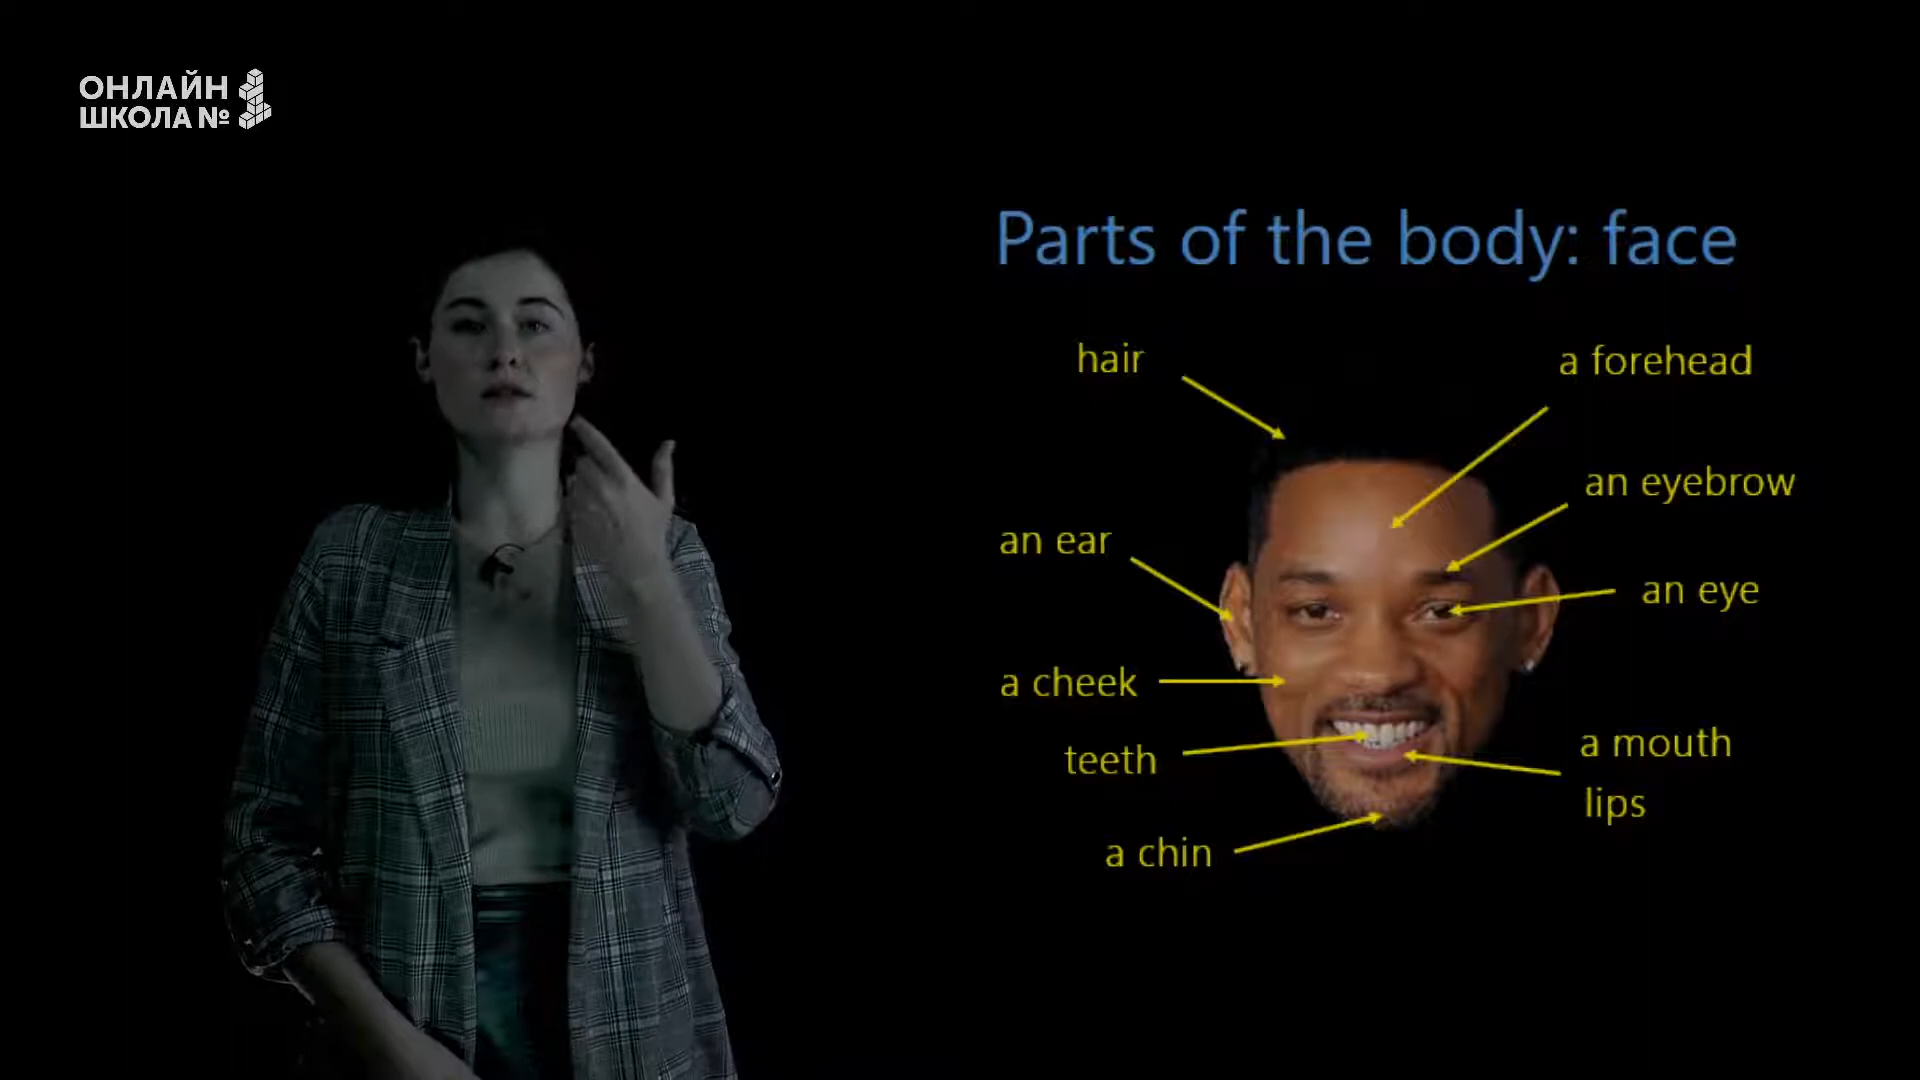 ОНЛАЙН
ШКОЛА №
Parts of the body: face
hair
a forehead
an eyebrow
an ear
an eye
a cheek
a mouth
teeth
lips
a chin